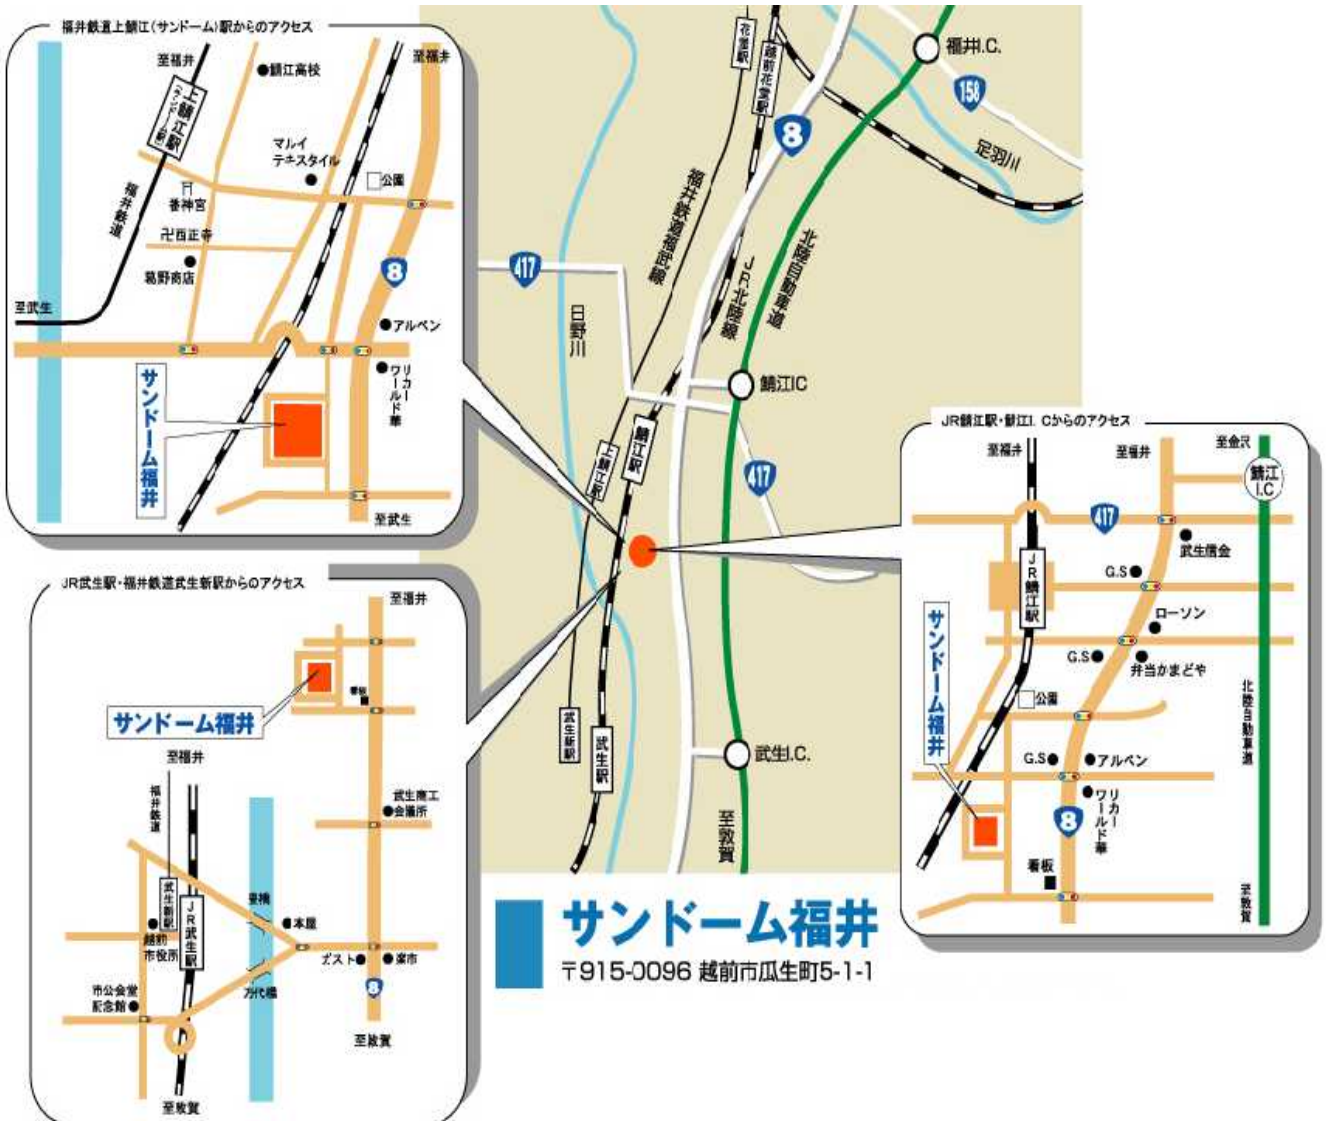 福井鉄道上鯖江(サンドーム)駅からのアクセス
至福井
至福井
鯖江高校
上鯖江駅
マルイ
テキスタイル
公園
福井鉄道
番神宮
卍西正寺
葛野商店
8
至武生
アルペン
リカー
ワールド華
サンドーム福井
至武生
花堂駅
越前花堂駅
福井I.C.
158
8
足羽川
福井鉄道福武線
北陸自動車道
JR北陸線
417
日野川
鯖江IC
鯖江駅
上鯖江駅
417
武生新駅
武生駅
武生I.C.
至敦賀
JR鯖江駅・鯖江I.Cからのアクセス
至福井
至福井
至金沢
鯖江
I.C
417
武生信金
JR鯖江駅
G.S
ローソン
G.S
弁当かまどや
サンドーム福井
公園
北陸自動車道
G.S
アルペン
リカー
ワールド華
8
看板
至敦賀
JR武生駅・福井鉄道武生新駅からのアクセス
至福井
看板
サンドーム福井
至福井
福井鉄道
武生商工
会議所
武生新駅
JR武生駅
本屋
越前
市役所
ガスト
楽市
万代橋
8
市公会堂
記念館
至敦賀
至敦賀
サンドーム福井
〒915-0096 越前市瓜生町5-1-1